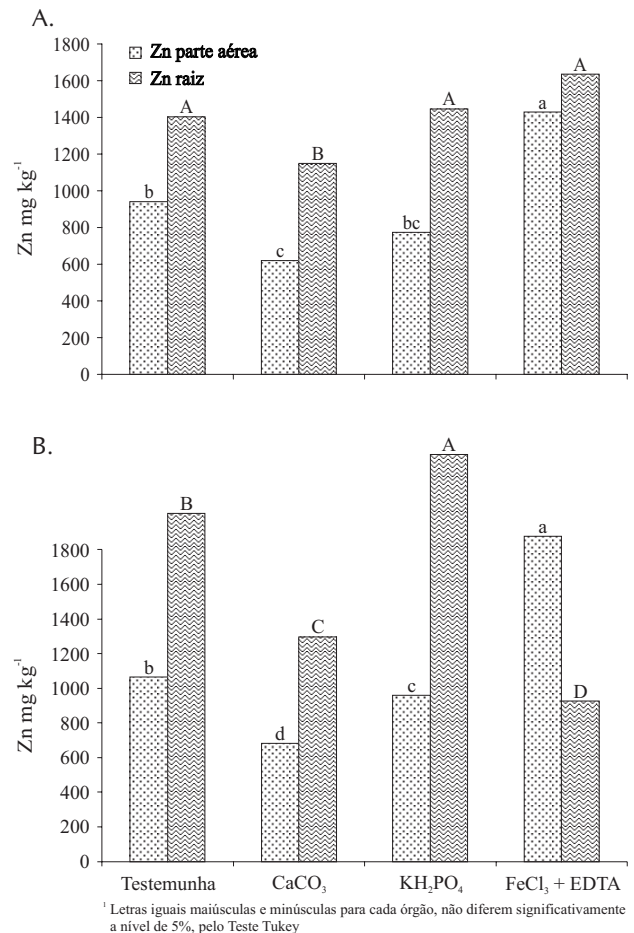 A.
1800
1600
1400
1200
1000
800
600
400
200
0
Zn mg kg⁻¹
Zn parte aérea
Zn raiz
b
A
c
B
bc
A
a
A
B.
1800
1600
1400
1200
1000
800
600
400
200
0
Zn mg kg⁻¹
b
B
d
C
c
A
a
D
Testemunha CaCO₃ KH₂PO₄ FeCl₃ + EDTA
¹ Letras iguais maiúsculas e minúsculas para cada órgão, não diferem significativamente
a nível de 5%, pelo Teste Tukey